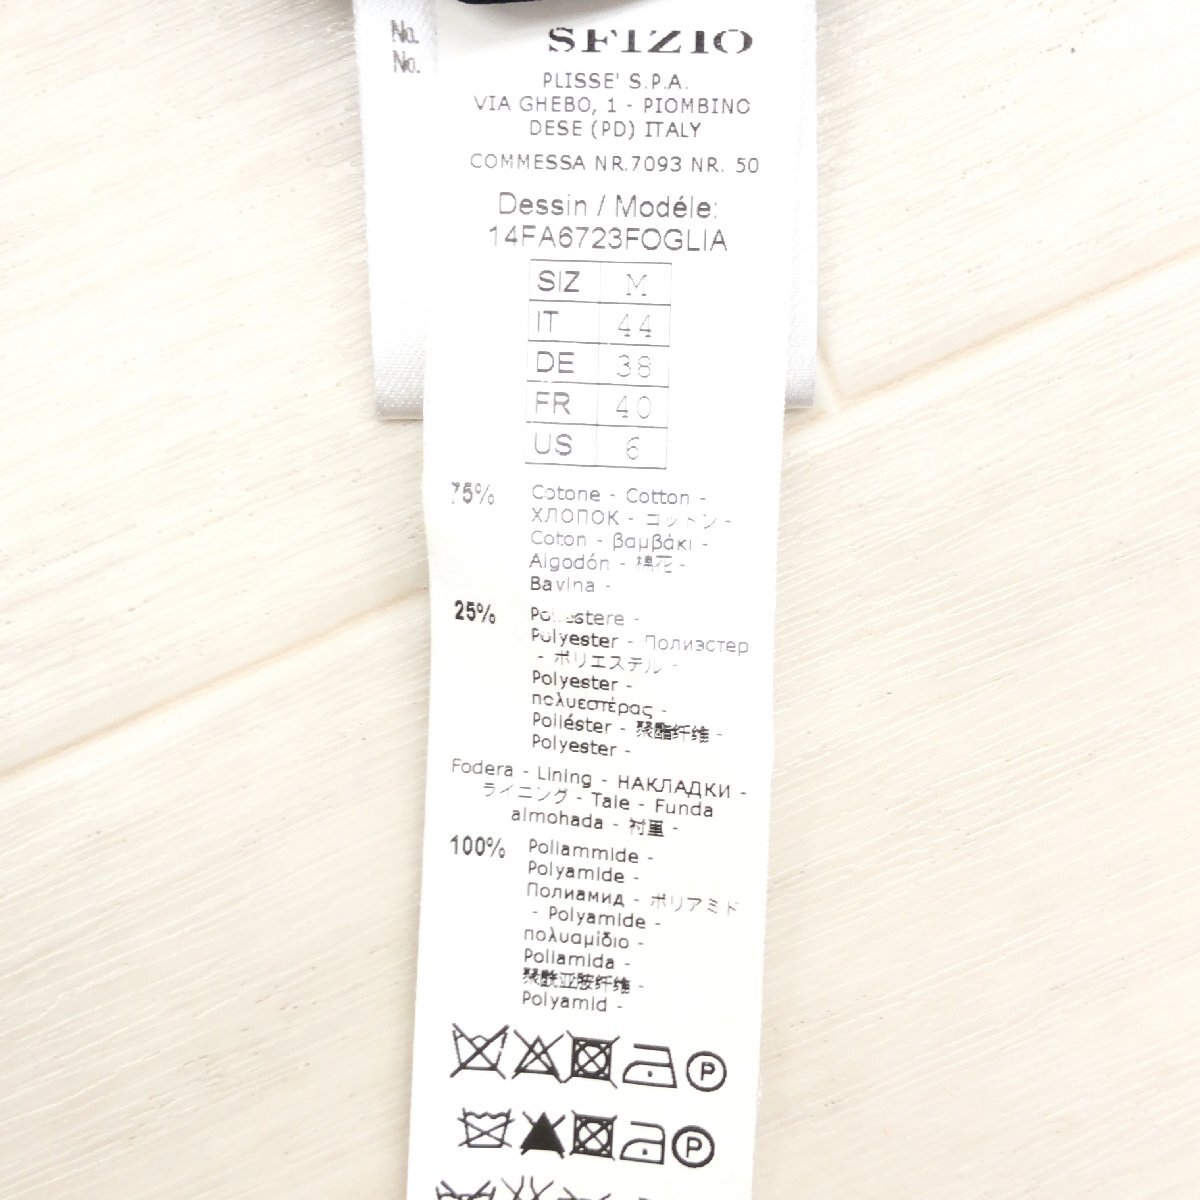 No.
No.
SFIZIO
PLISSE' S.P.A.
VIA GHEBO, 1 - PIOMBINO
DESE (PD) ITALY
COMMESSA NR.7093 NR. 50
Dessin / Modéle:
14FA6723FOGLIA
SIZ M
IT 44
DE 38
FR 40
US 6
75% Cotone - Cotton -
ХЛОПОК - コットン -
Coton - βαμβάκι -
Algodón - 棉花 -
Bavlna -
25% Poliestere -
Polyester - Полиэстер
- ポリエステル -
Polyester -
πολυεστέρας -
Poliéster - 聚酯纤维 -
Polyester -
Fodera - Lining - НАКЛАДКИ -
ライニング - Taie - Funda
almohada - 衬里 -
100% Poliammide -
Polyamide -
Полиамид - ポリアミド
- Polyamide -
πολυαμίδιο -
Poliamida -
聚酰亚胺纤维 -
Polyamid -
P
P